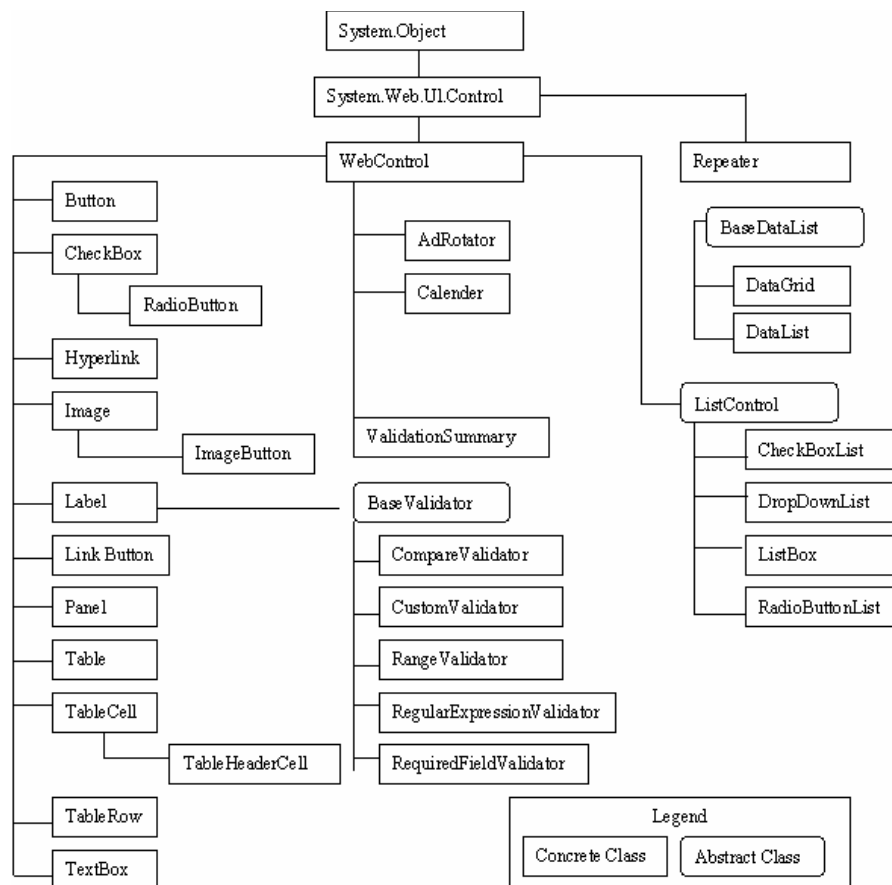 System.Object
System.Web.UI.Control
WebControl
Repeater
Button
BaseDataList
AdRotator
CheckBox
Calender
DataGrid
RadioButton
DataList
Hyperlink
Image
ListControl
ValidationSummary
ImageButton
CheckBoxList
Label
BaseValidator
DropDownList
Link Button
CompareValidator
ListBox
Panel
CustomValidator
RadioButtonList
Table
RangeValidator
TableCell
RegularExpressionValidator
TableHeaderCell
RequiredFieldValidator
TableRow
Legend
Concrete Class
Abstract Class
TextBox